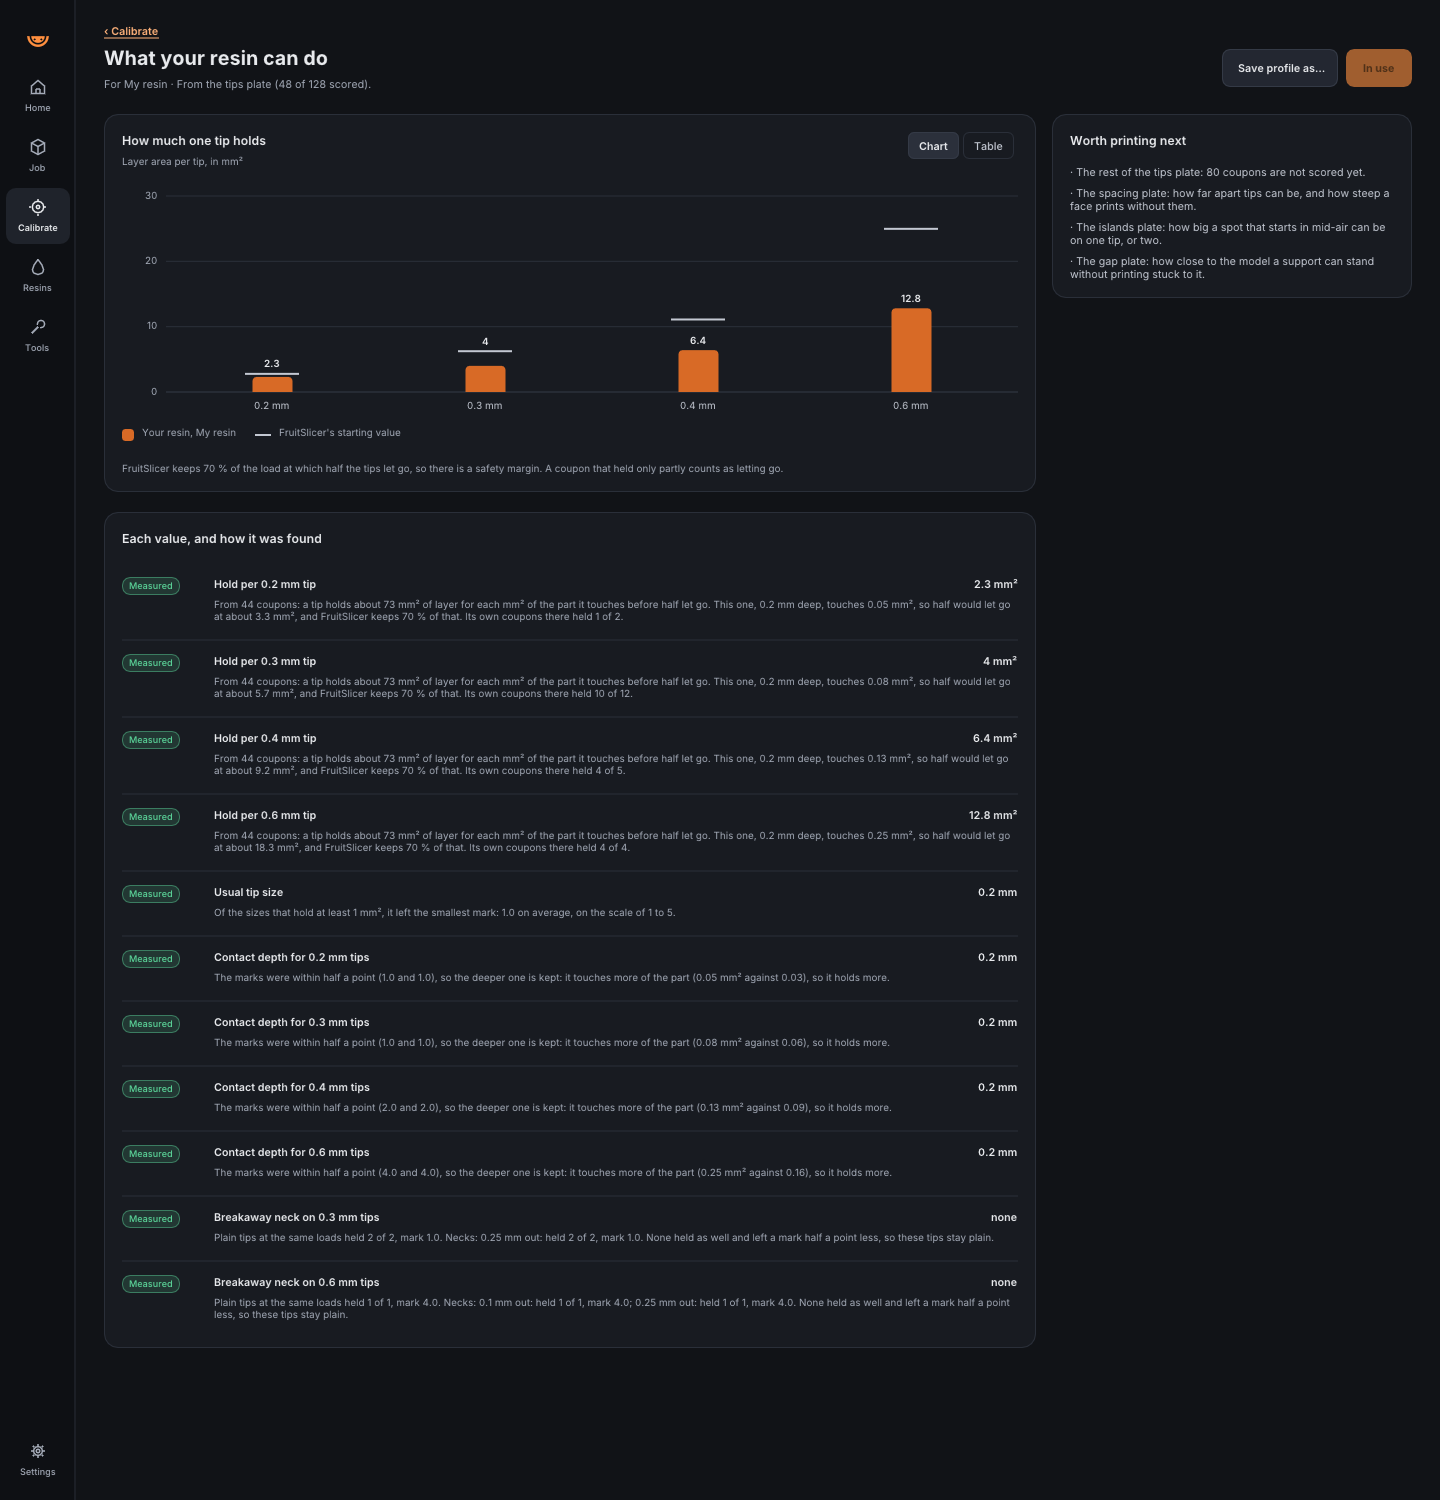 Home
Job
Calibrate
Resins
Tools
Settings
‹ Calibrate
What your resin can do
For My resin · From the tips plate (48 of 128 scored).
Save profile as...
In use
How much one tip holds
Layer area per tip, in mm²
Chart
Table
30
20
10
0
2.3
4
6.4
12.8
0.2 mm
0.3 mm
0.4 mm
0.6 mm
Your resin, My resin
FruitSlicer's starting value
FruitSlicer keeps 70 % of the load at which half the tips let go, so there is a safety margin. A coupon that held only partly counts as letting go.
Worth printing next
· The rest of the tips plate: 80 coupons are not scored yet.
· The spacing plate: how far apart tips can be, and how steep a
face prints without them.
· The islands plate: how big a spot that starts in mid-air can be
on one tip, or two.
· The gap plate: how close to the model a support can stand
without printing stuck to it.
Each value, and how it was found
Measured
Hold per 0.2 mm tip
2.3 mm²
From 44 coupons: a tip holds about 73 mm² of layer for each mm² of the part it touches before half let go. This one, 0.2 mm deep, touches 0.05 mm², so half would let go
at about 3.3 mm², and FruitSlicer keeps 70 % of that. Its own coupons there held 1 of 2.
Measured
Hold per 0.3 mm tip
4 mm²
From 44 coupons: a tip holds about 73 mm² of layer for each mm² of the part it touches before half let go. This one, 0.2 mm deep, touches 0.08 mm², so half would let go
at about 5.7 mm², and FruitSlicer keeps 70 % of that. Its own coupons there held 10 of 12.
Measured
Hold per 0.4 mm tip
6.4 mm²
From 44 coupons: a tip holds about 73 mm² of layer for each mm² of the part it touches before half let go. This one, 0.2 mm deep, touches 0.13 mm², so half would let go
at about 9.2 mm², and FruitSlicer keeps 70 % of that. Its own coupons there held 4 of 5.
Measured
Hold per 0.6 mm tip
12.8 mm²
From 44 coupons: a tip holds about 73 mm² of layer for each mm² of the part it touches before half let go. This one, 0.2 mm deep, touches 0.25 mm², so half would let go
at about 18.3 mm², and FruitSlicer keeps 70 % of that. Its own coupons there held 4 of 4.
Measured
Usual tip size
0.2 mm
Of the sizes that hold at least 1 mm², it left the smallest mark: 1.0 on average, on the scale of 1 to 5.
Measured
Contact depth for 0.2 mm tips
0.2 mm
The marks were within half a point (1.0 and 1.0), so the deeper one is kept: it touches more of the part (0.05 mm² against 0.03), so it holds more.
Measured
Contact depth for 0.3 mm tips
0.2 mm
The marks were within half a point (1.0 and 1.0), so the deeper one is kept: it touches more of the part (0.08 mm² against 0.06), so it holds more.
Measured
Contact depth for 0.4 mm tips
0.2 mm
The marks were within half a point (2.0 and 2.0), so the deeper one is kept: it touches more of the part (0.13 mm² against 0.09), so it holds more.
Measured
Contact depth for 0.6 mm tips
0.2 mm
The marks were within half a point (4.0 and 4.0), so the deeper one is kept: it touches more of the part (0.25 mm² against 0.16), so it holds more.
Measured
Breakaway neck on 0.3 mm tips
none
Plain tips at the same loads held 2 of 2, mark 1.0. Necks: 0.25 mm out: held 2 of 2, mark 1.0. None held as well and left a mark half a point less, so these tips stay plain.
Measured
Breakaway neck on 0.6 mm tips
none
Plain tips at the same loads held 1 of 1, mark 4.0. Necks: 0.1 mm out: held 1 of 1, mark 4.0; 0.25 mm out: held 1 of 1, mark 4.0. None held as well and left a mark half a point
less, so these tips stay plain.